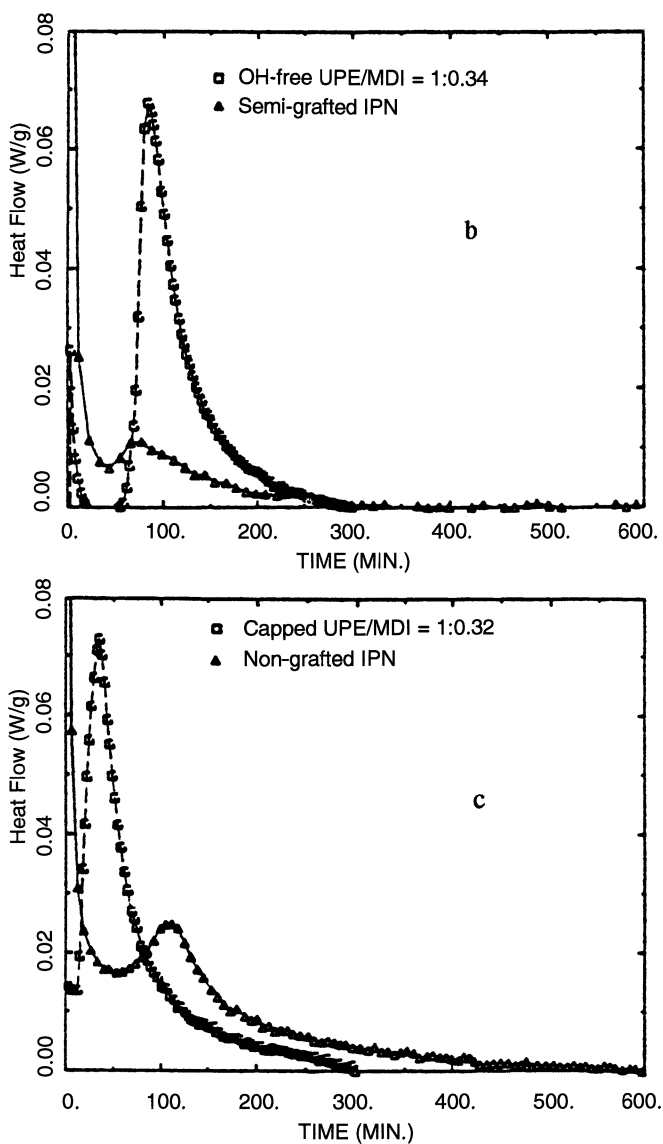 0.08
OH-free UPE/MDI = 1:0.34
Semi-grafted IPN
0.06
Heat Flow (W/g)
b
0.04
0.02
0.00
0. 100. 200. 300. 400. 500. 600.
TIME (MIN.)
0.08
Capped UPE/MDI = 1:0.32
Non-grafted IPN
0.06
Heat Flow (W/g)
c
0.04
0.02
0.00
0. 100. 200. 300. 400. 500. 600.
TIME (MIN.)